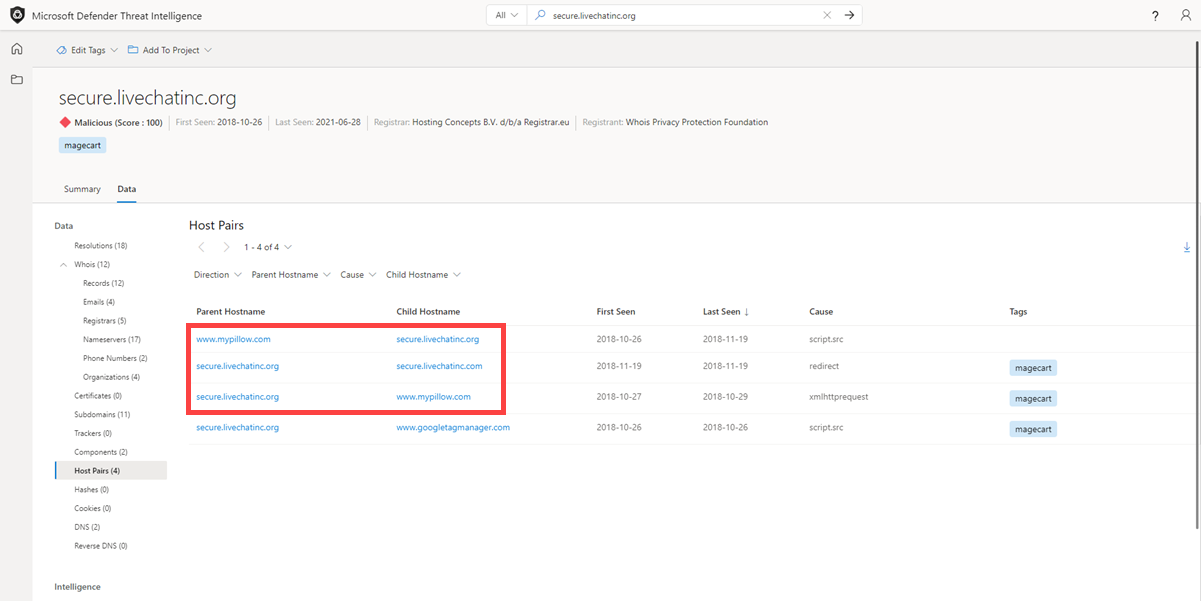 Microsoft Defender Threat Intelligence
All
secure.livechatinc.org
?
Edit Tags
Add To Project
secure.livechatinc.org
Malicious (Score : 100) First Seen: 2018-10-26 Last Seen: 2021-06-28 Registrar: Hosting Concepts B.V. d/b/a Registrar.eu Registrant: Whois Privacy Protection Foundation
magecart
Summary Data
Data
Resolutions (18)
Whois (12)
Records (12)
Emails (4)
Registrars (5)
Nameservers (17)
Phone Numbers (2)
Organizations (4)
Certificates (0)
Subdomains (11)
Trackers (0)
Components (2)
Host Pairs (4)
Hashes (0)
Cookies (0)
DNS (2)
Reverse DNS (0)
Intelligence
Host Pairs
1 - 4 of 4
Direction Parent Hostname Cause Child Hostname
Parent Hostname Child Hostname First Seen Last Seen ↓ Cause Tags
www.mypillow.com secure.livechatinc.org 2018-10-26 2018-11-19 script.src
secure.livechatinc.org secure.livechatinc.com 2018-11-19 2018-11-19 redirect magecart
secure.livechatinc.org www.mypillow.com 2018-10-27 2018-10-29 xmlhttprequest magecart
secure.livechatinc.org www.googletagmanager.com 2018-10-26 2018-10-26 script.src magecart